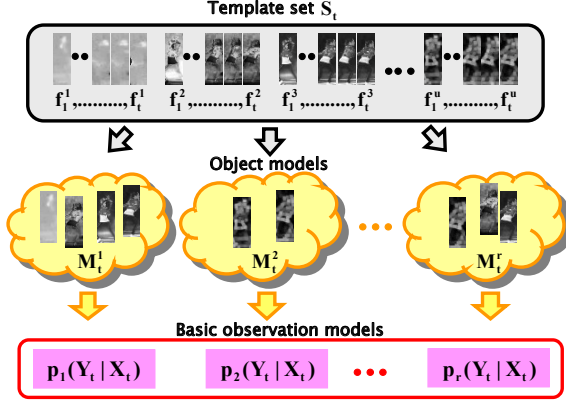 Template set S_t
f_1^1,.........,f_t^1 f_1^2,.........,f_t^2 f_1^3,.........,f_t^3 ... f_1^u,.........,f_t^u
Object models
M_t^1 M_t^2 ... M_t^r
Basic observation models
p_1(Y_t | X_t) p_2(Y_t | X_t) ... p_r(Y_t | X_t)